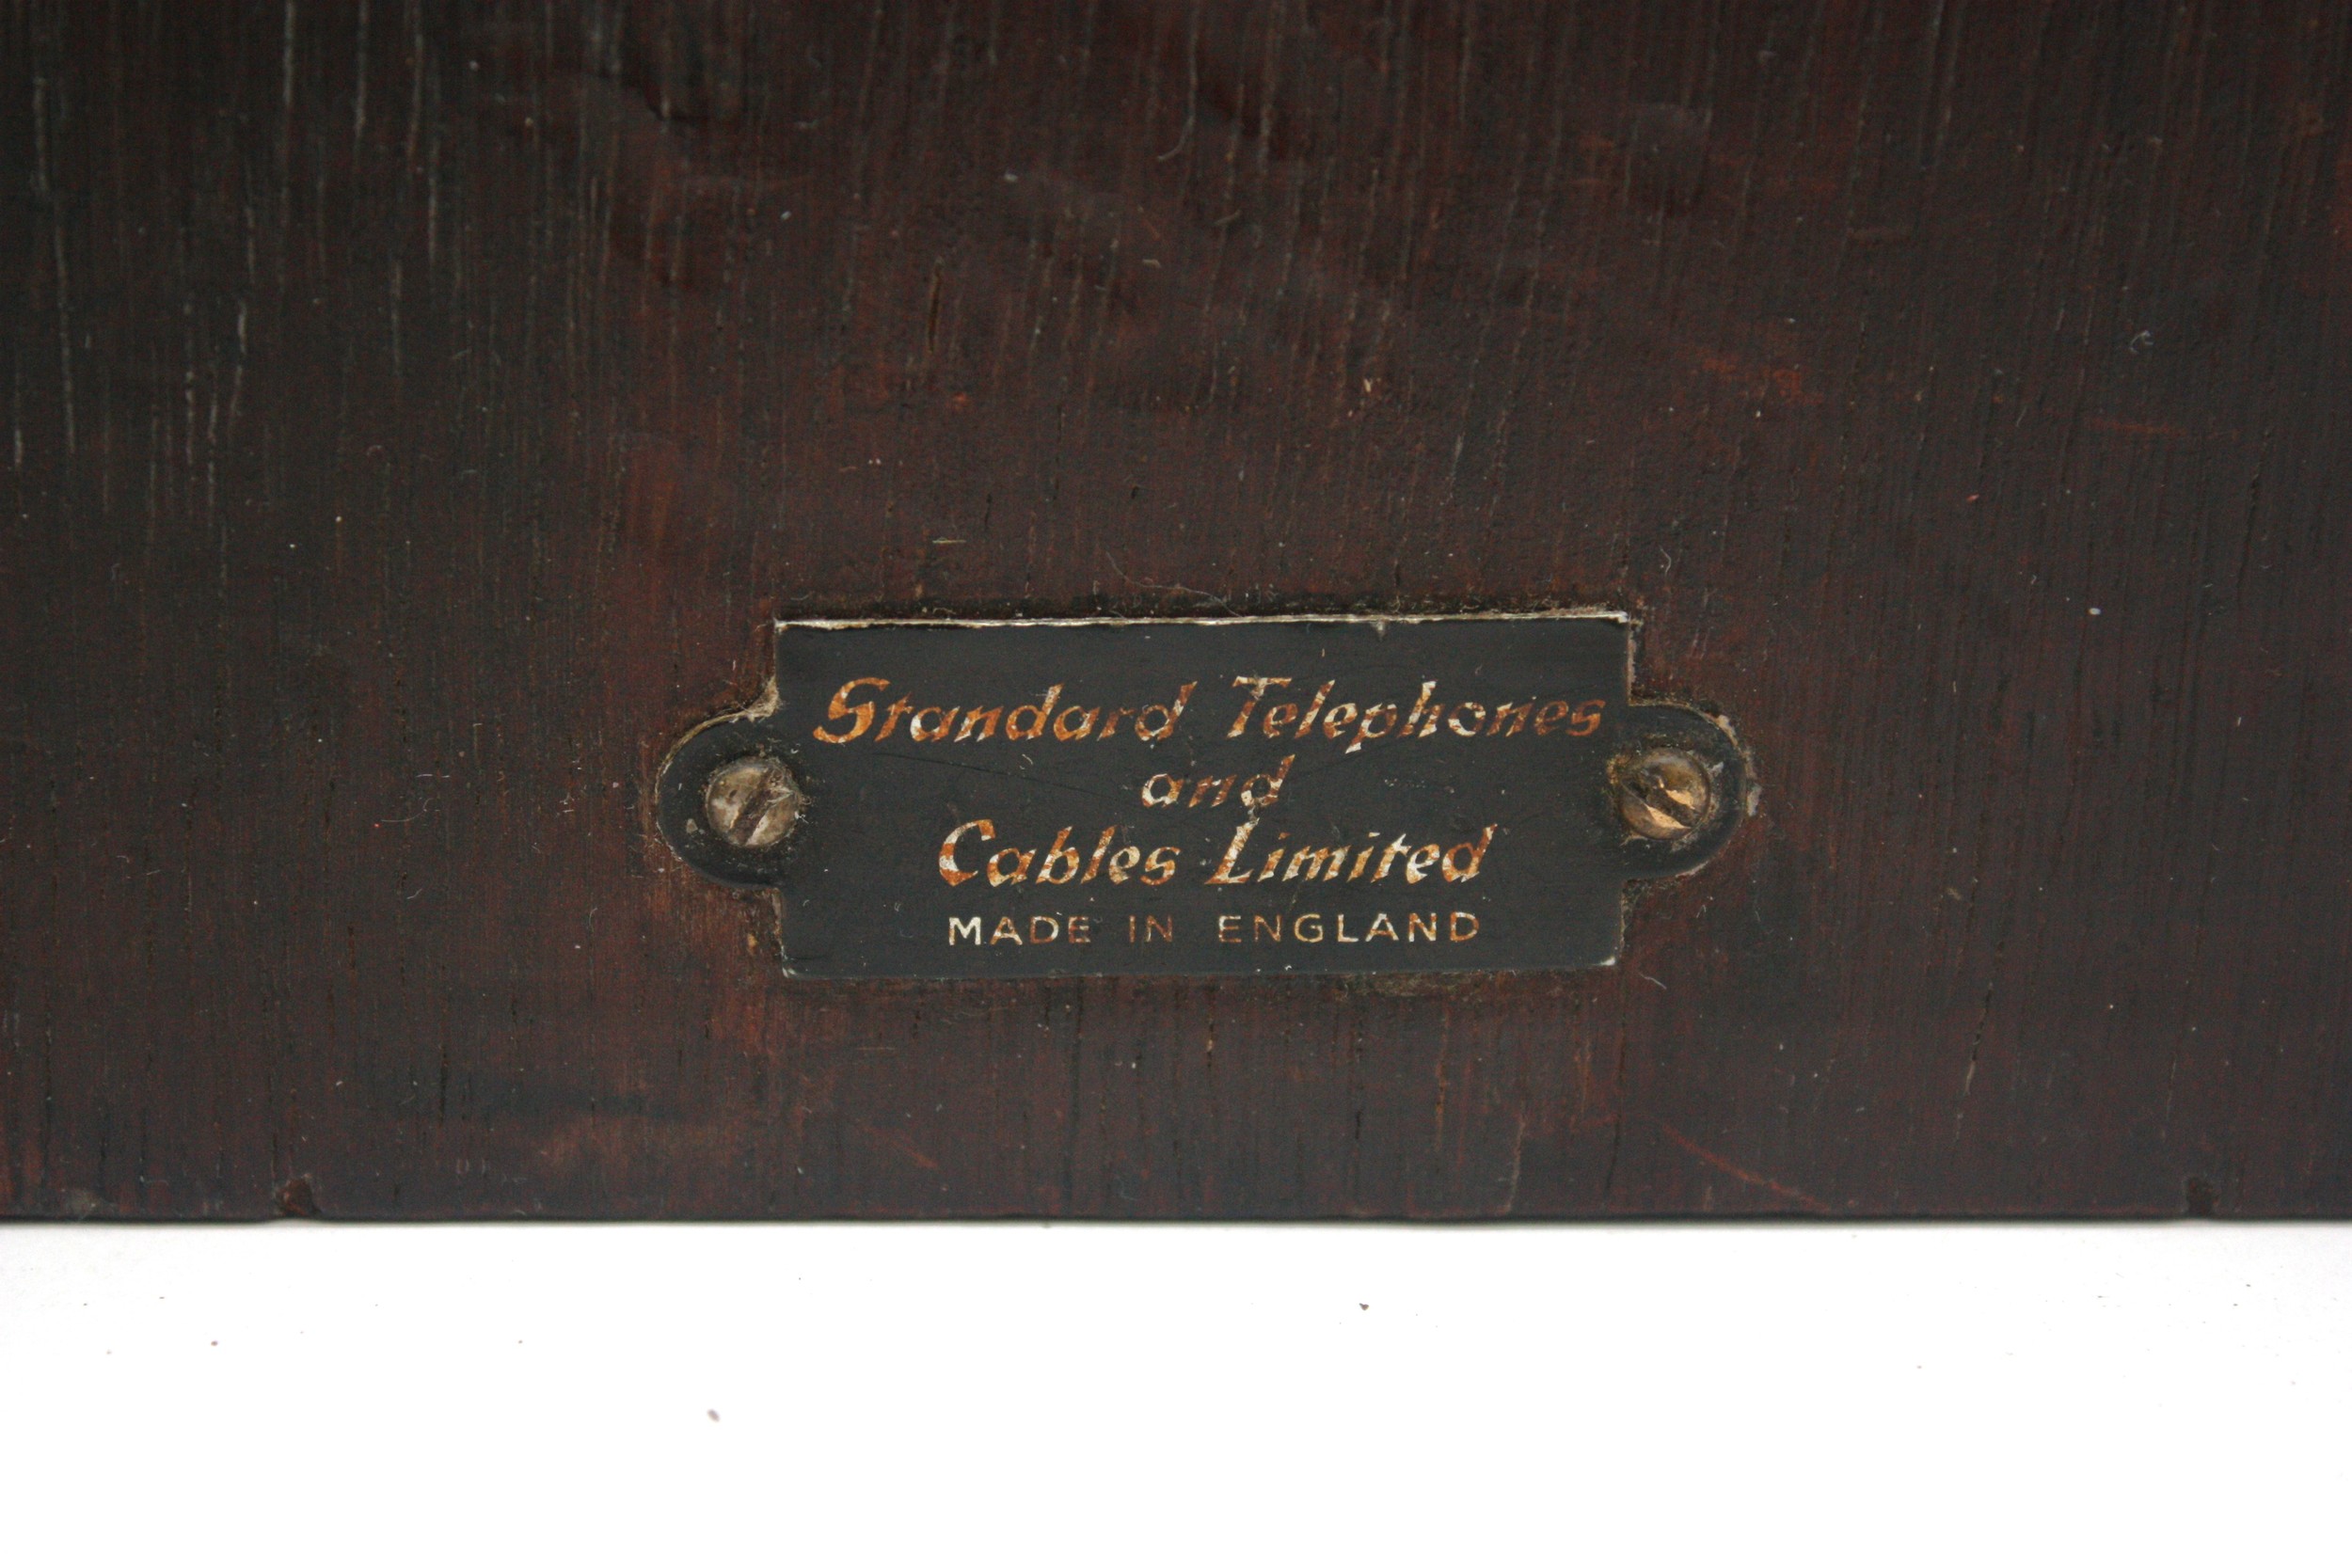 Standard Telephones
and
Cables Limited
MADE IN ENGLAND